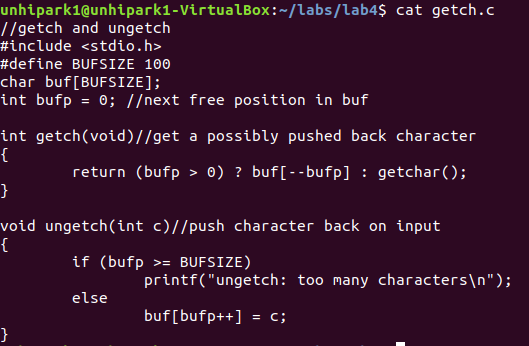 unhipark1@unhipark1-VirtualBox:~/labs/lab4$ cat getch.c
//getch and ungetch
#include <stdio.h>
#define BUFSIZE 100
char buf[BUFSIZE];
int bufp = 0; //next free position in buf

int getch(void)//get a possibly pushed back character
{
        return (bufp > 0) ? buf[--bufp] : getchar();
}

void ungetch(int c)//push character back on input
{
        if (bufp >= BUFSIZE)
                printf("ungetch: too many characters\n");
        else
                buf[bufp++] = c;
}